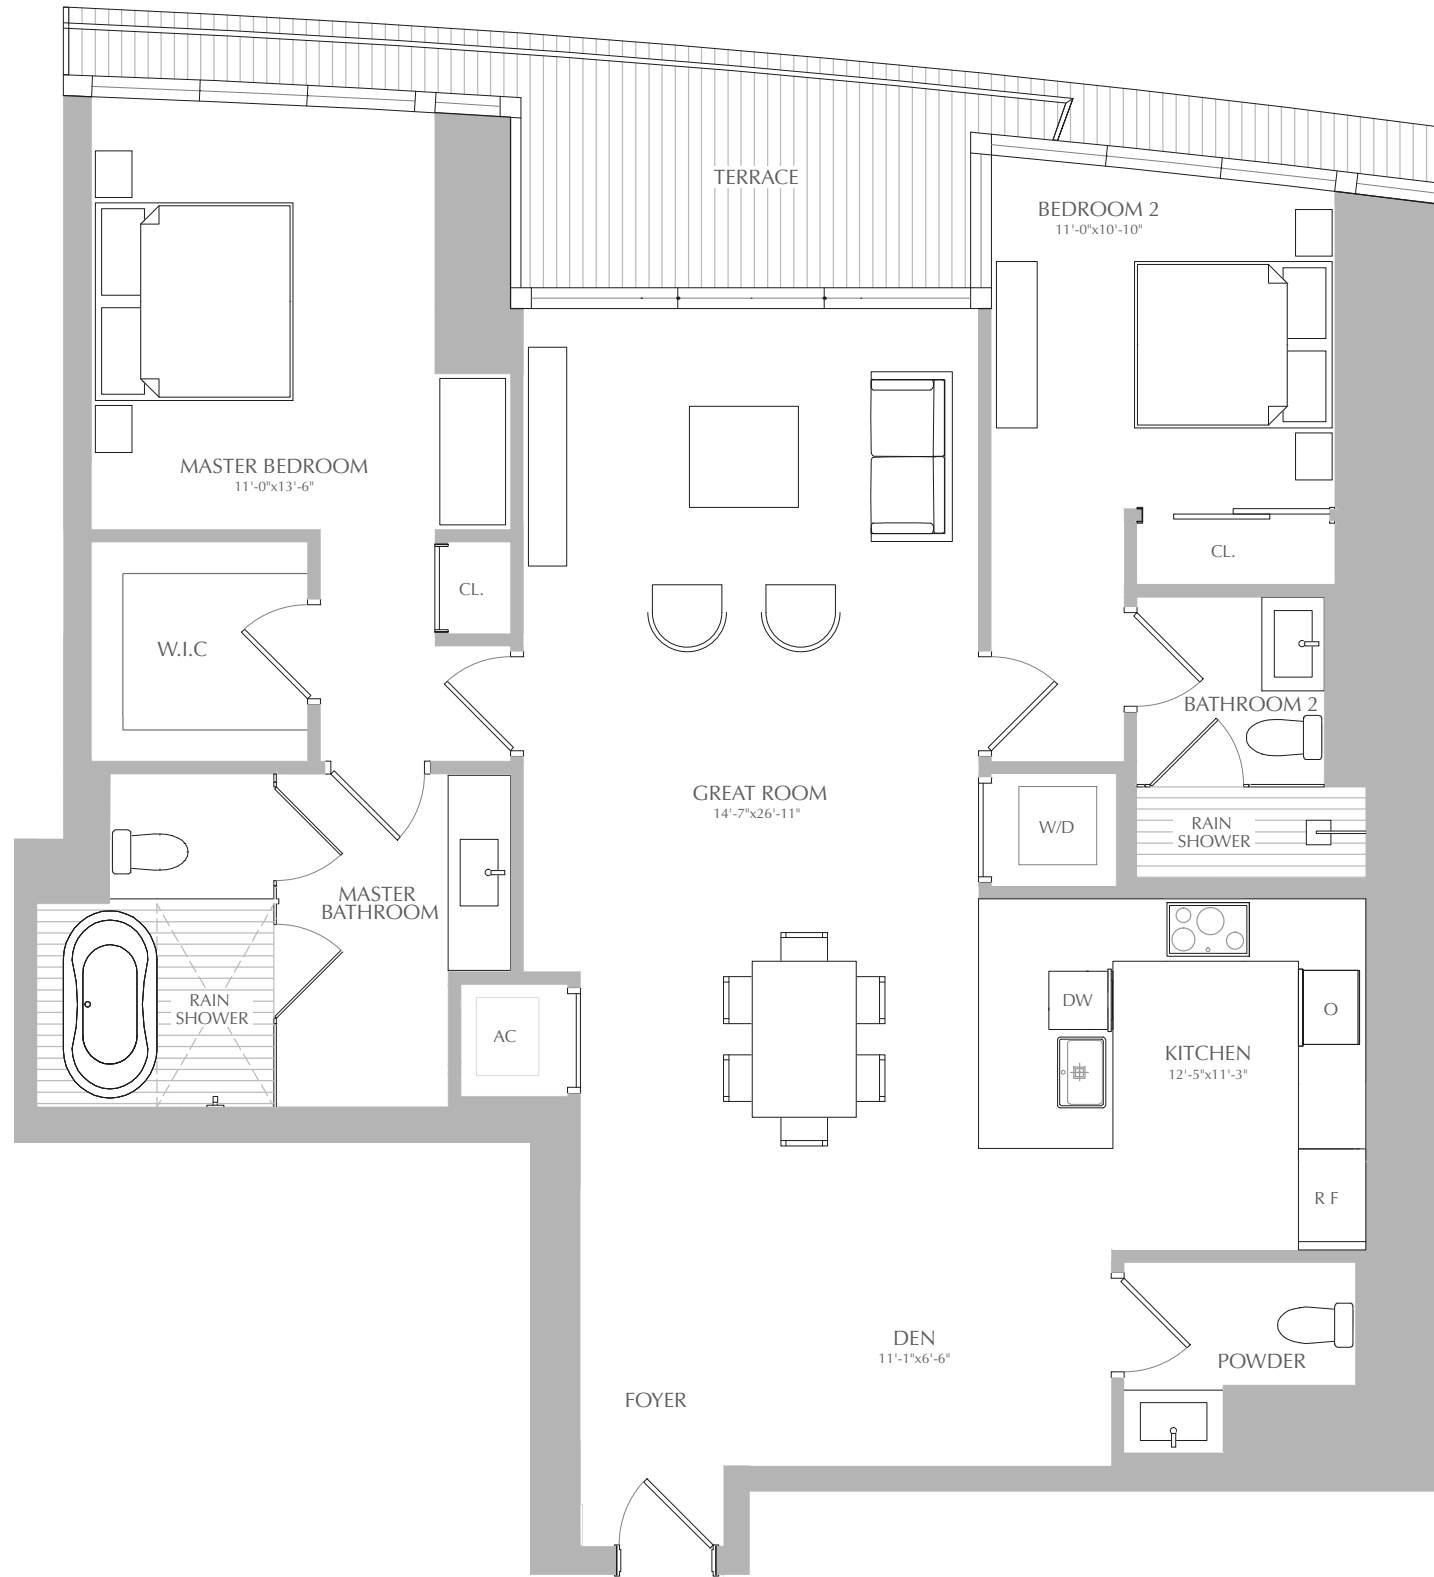 TERRACE
BEDROOM 2
11'-0"x10'-10"
MASTER BEDROOM
11'-0"x13'-6"
CL.
CL.
W.I.C
BATHROOM 2
GREAT ROOM
14'-7"x26'-11"
W/D
RAIN
SHOWER
MASTER
BATHROOM
RAIN
SHOWER
AC
DW
O
KITCHEN
12'-5"x11'-3"
R F
DEN
11'-1"x6'-6"
POWDER
FOYER